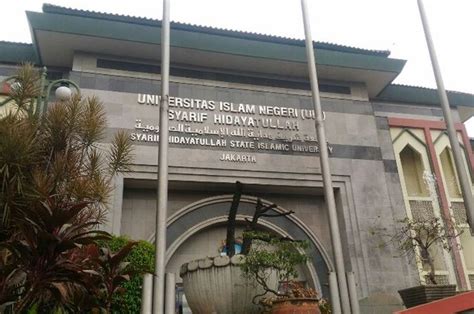 UNIVERSITAS ISLAM NEGERI (UIN)
SYARIF HIDAYATULLAH
SYARIF HIDAYATULLAH STATE ISLAMIC UNIVERSITY
JAKARTA